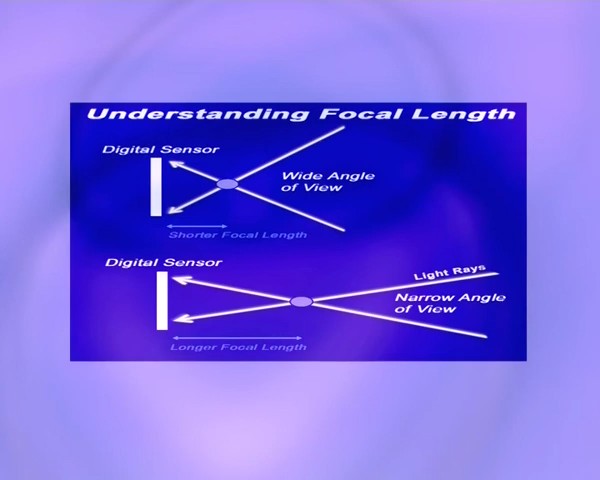 Understanding Focal Length
Digital Sensor
Wide Angle
of View
Shorter Focal Length
Digital Sensor
Light Rays
Narrow Angle
of View
Longer Focal Length